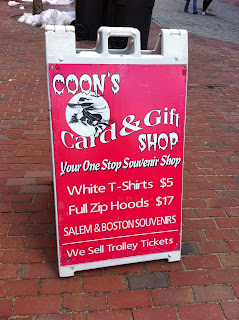 COON'S
Card & Gift
SHOP
Your One Stop Souvenir Shop
White T-Shirts $5
Full Zip Hoods $17
SALEM & BOSTON SOUVENIRS
We Sell Trolley Tickets